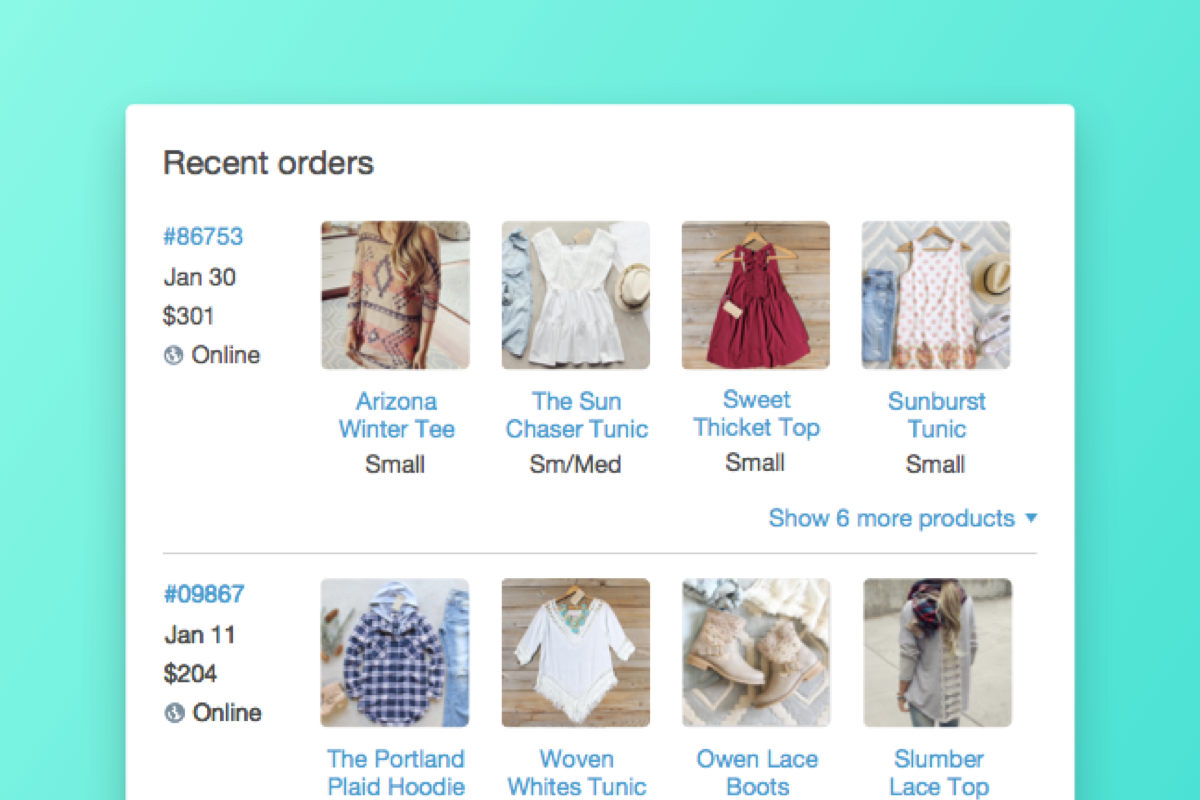 Recent orders
#86753
Jan 30
$301
Online
Arizona
Winter Tee
Small
The Sun
Chaser Tunic
Sm/Med
Sweet
Thicket Top
Small
Sunburst
Tunic
Small
Show 6 more products
#09867
Jan 11
$204
Online
The Portland
Plaid Hoodie
Woven
Whites Tunic
Owen Lace
Boots
Slumber
Lace Top